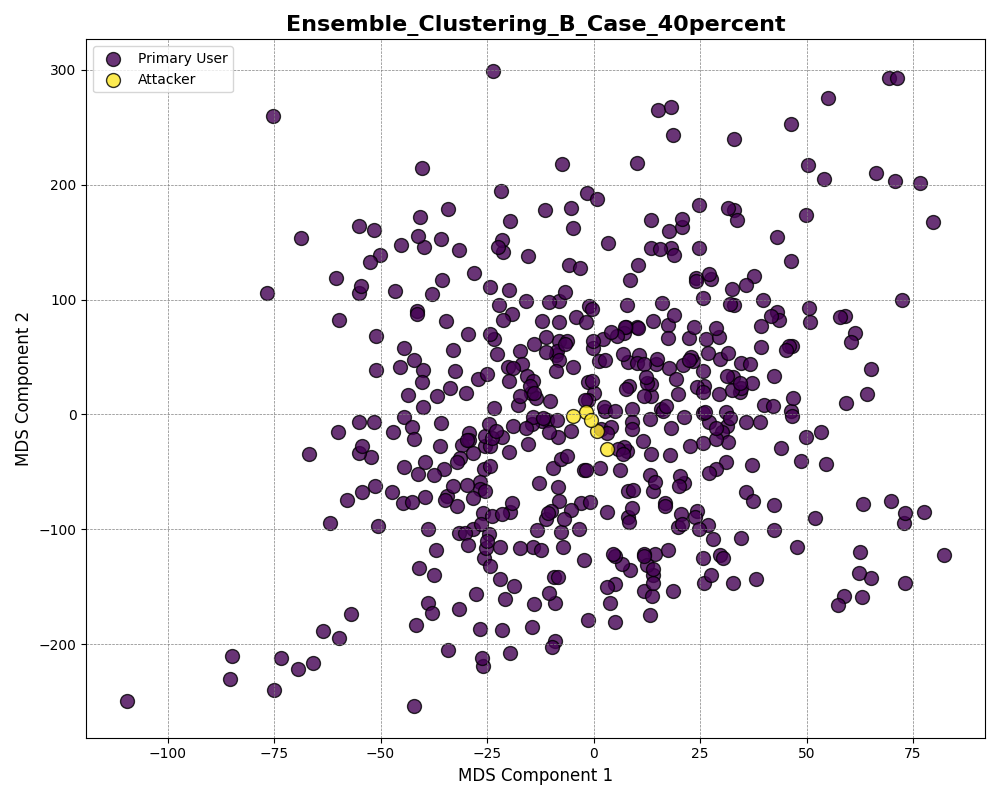 Ensemble_Clustering_B_Case_40percent
Primary User
Attacker
300
200
100
0
−100
−200
MDS Component 2
−100
−75
−50
−25
0
25
50
75
MDS Component 1